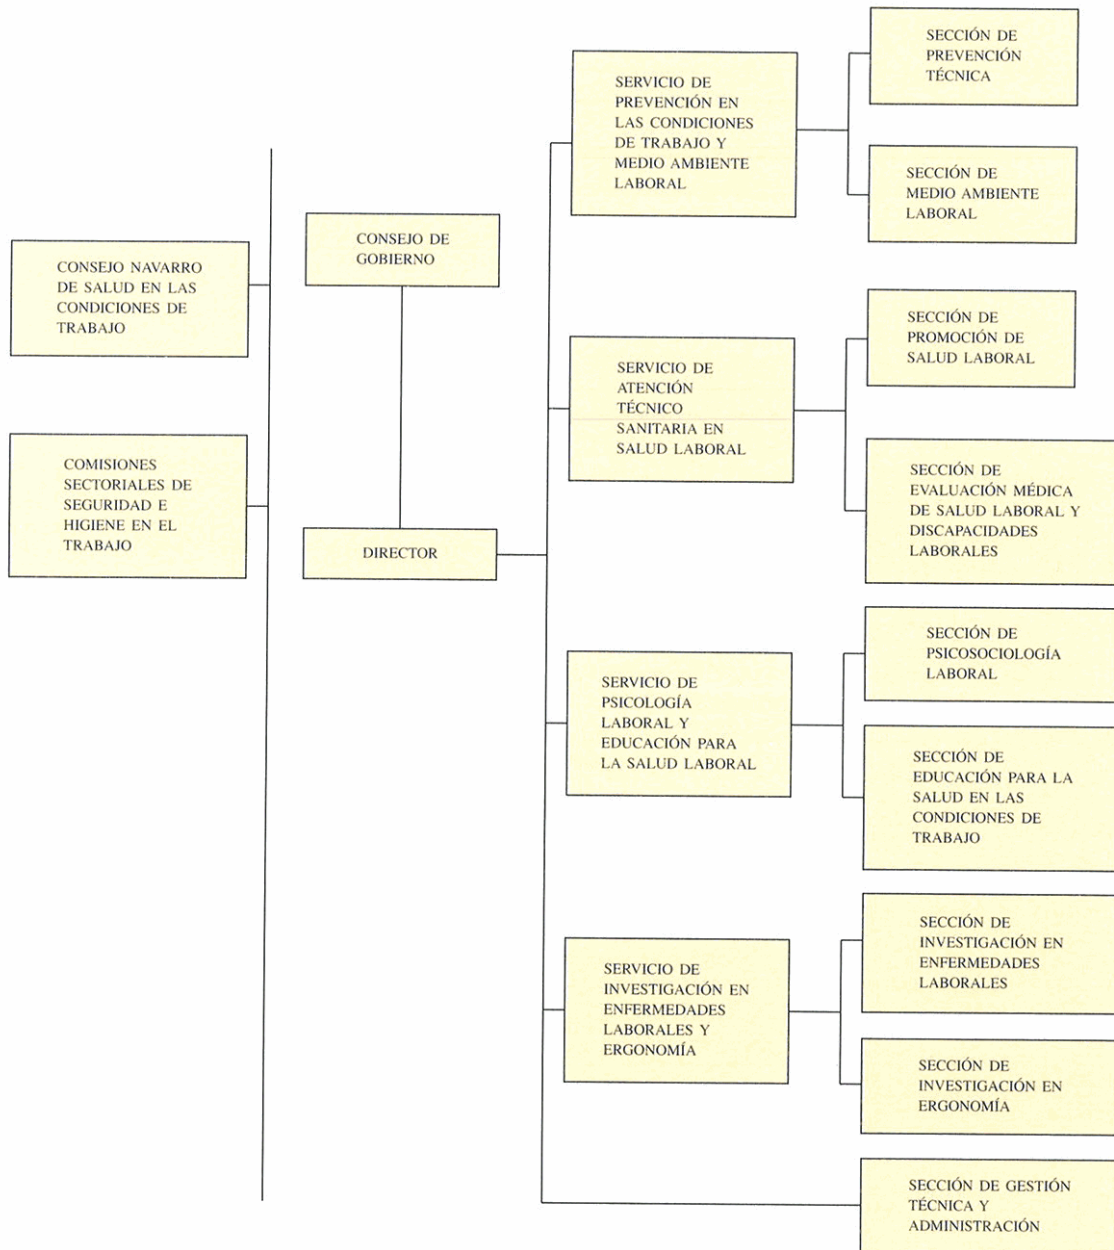 CONSEJO NAVARRO
DE SALUD EN LAS
CONDICIONES DE
TRABAJO
COMISIONES
SECTORIALES DE
SEGURIDAD E
HIGIENE EN EL
TRABAJO
CONSEJO DE
GOBIERNO
DIRECTOR
SERVICIO DE
PREVENCIÓN EN
LAS CONDICIONES
DE TRABAJO Y
MEDIO AMBIENTE
LABORAL
SECCIÓN DE
PREVENCIÓN
TÉCNICA
SECCIÓN DE
MEDIO AMBIENTE
LABORAL
SERVICIO DE
ATENCIÓN
TÉCNICO
SANITARIA EN
SALUD LABORAL
SECCIÓN DE
PROMOCIÓN DE
SALUD LABORAL
SECCIÓN DE
EVALUACIÓN MÉDICA
DE SALUD LABORAL Y
DISCAPACIDADES
LABORALES
SERVICIO DE
PSICOLOGÍA
LABORAL Y
EDUCACIÓN PARA
LA SALUD LABORAL
SECCIÓN DE
PSICOSOCIOLOGÍA
LABORAL
SECCIÓN DE
EDUCACIÓN PARA LA
SALUD EN LAS
CONDICIONES DE
TRABAJO
SERVICIO DE
INVESTIGACIÓN EN
ENFERMEDADES
LABORALES Y
ERGONOMÍA
SECCIÓN DE
INVESTIGACIÓN EN
ENFERMEDADES
LABORALES
SECCIÓN DE
INVESTIGACIÓN EN
ERGONOMÍA
SECCIÓN DE GESTIÓN
TÉCNICA Y
ADMINISTRACIÓN